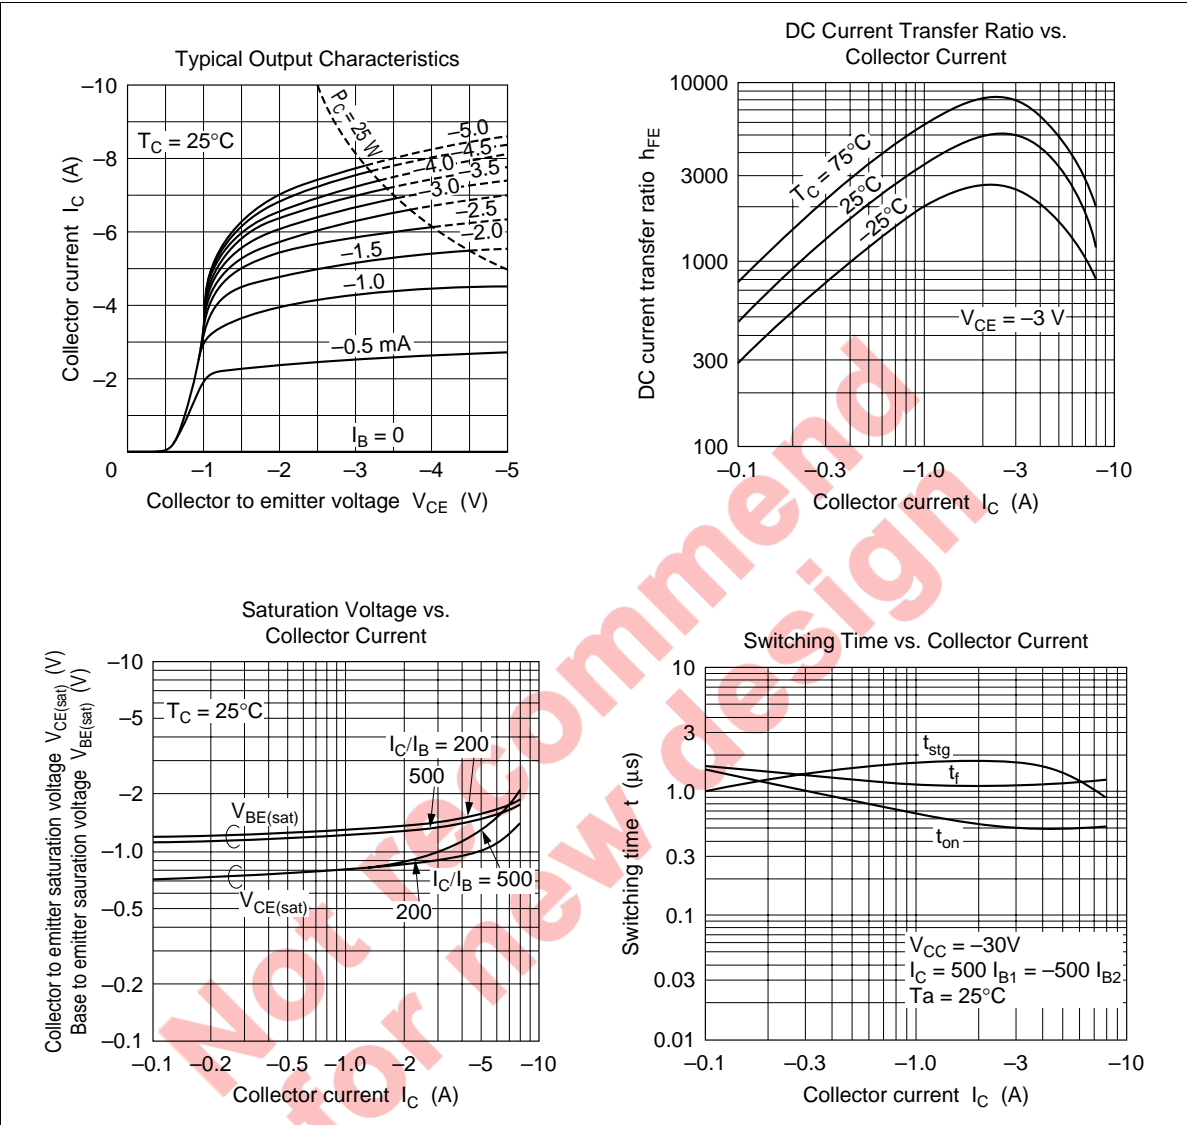 Typical Output Characteristics
–10
–8
–6
–4
–2
0
–1
–2
–3
–4
–5
Collector current I_C (A)
Collector to emitter voltage V_CE (V)
T_C = 25°C
P_C = 25 W
–5.0
–4.5
–4.0
–3.5
–3.0
–2.5
–2.0
–1.5
–1.0
–0.5 mA
I_B = 0
DC Current Transfer Ratio vs.
Collector Current
10000
3000
1000
300
100
–0.1
–0.3
–1.0
–3
–10
DC current transfer ratio h_FE
Collector current I_C (A)
T_C = 75°C
25°C
–25°C
V_CE = –3 V
Saturation Voltage vs.
Collector Current
–10
–5
–2
–1.0
–0.5
–0.2
–0.1
–0.1
–0.2
–0.5
–1.0
–2
–5
–10
Collector to emitter saturation voltage V_CE(sat) (V)
Base to emitter sauration voltage V_BE(sat) (V)
Collector current I_C (A)
T_C = 25°C
I_C/I_B = 200
500
V_BE(sat)
V_CE(sat)
I_C/I_B = 500
200
Switching Time vs. Collector Current
10
3
1.0
0.3
0.1
0.03
0.01
–0.1
–0.3
–1.0
–3
–10
Switching time t (µs)
Collector current I_C (A)
t_stg
t_f
t_on
V_CC = –30V
I_C = 500 I_B1 = –500 I_B2
Ta = 25°C
Not recommend
for new design